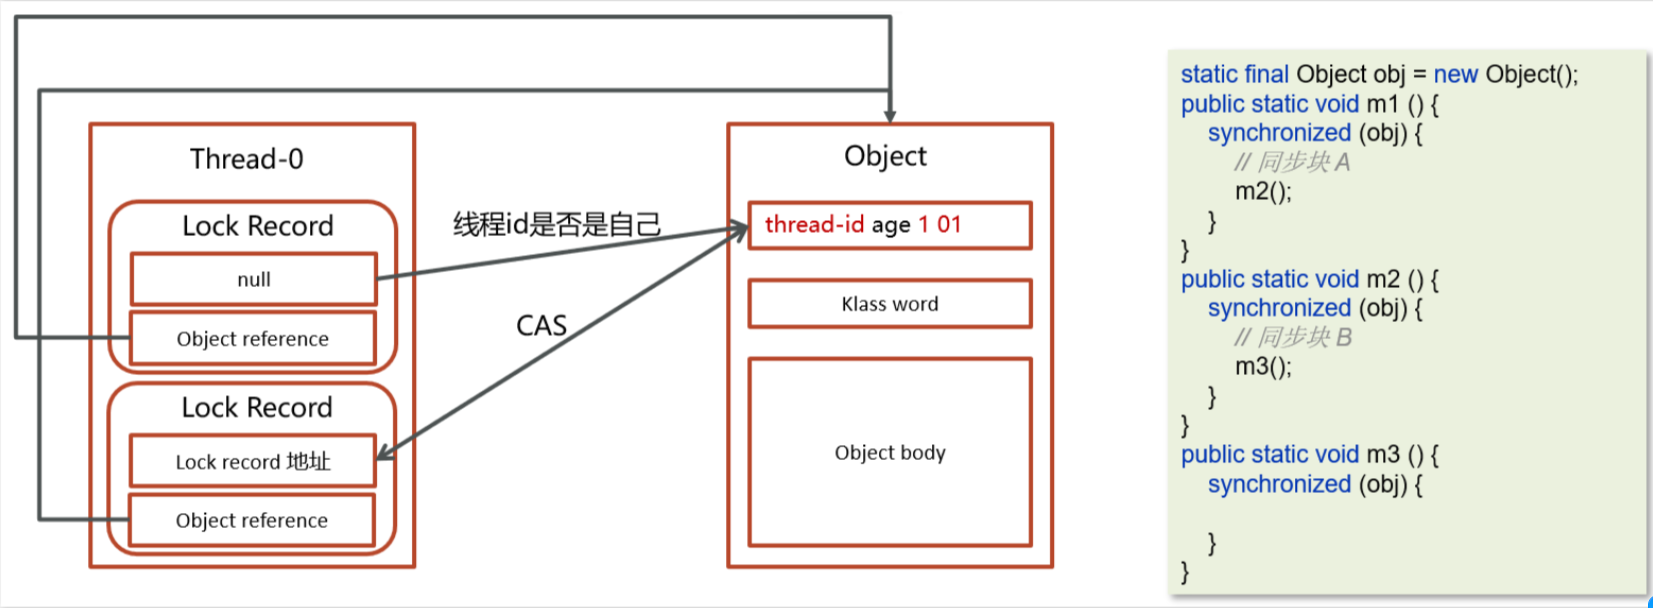 Thread-0
Lock Record
null
Object reference
Lock Record
Lock record 地址
Object reference
线程id是否是自己
CAS
Object
thread-id age 1 01
Klass word
Object body
static final Object obj = new Object();
public static void m1 () {
synchronized (obj) {
// 同步块 A
m2();
}
}
public static void m2 () {
synchronized (obj) {
// 同步块 B
m3();
}
}
public static void m3 () {
synchronized (obj) {
}
}